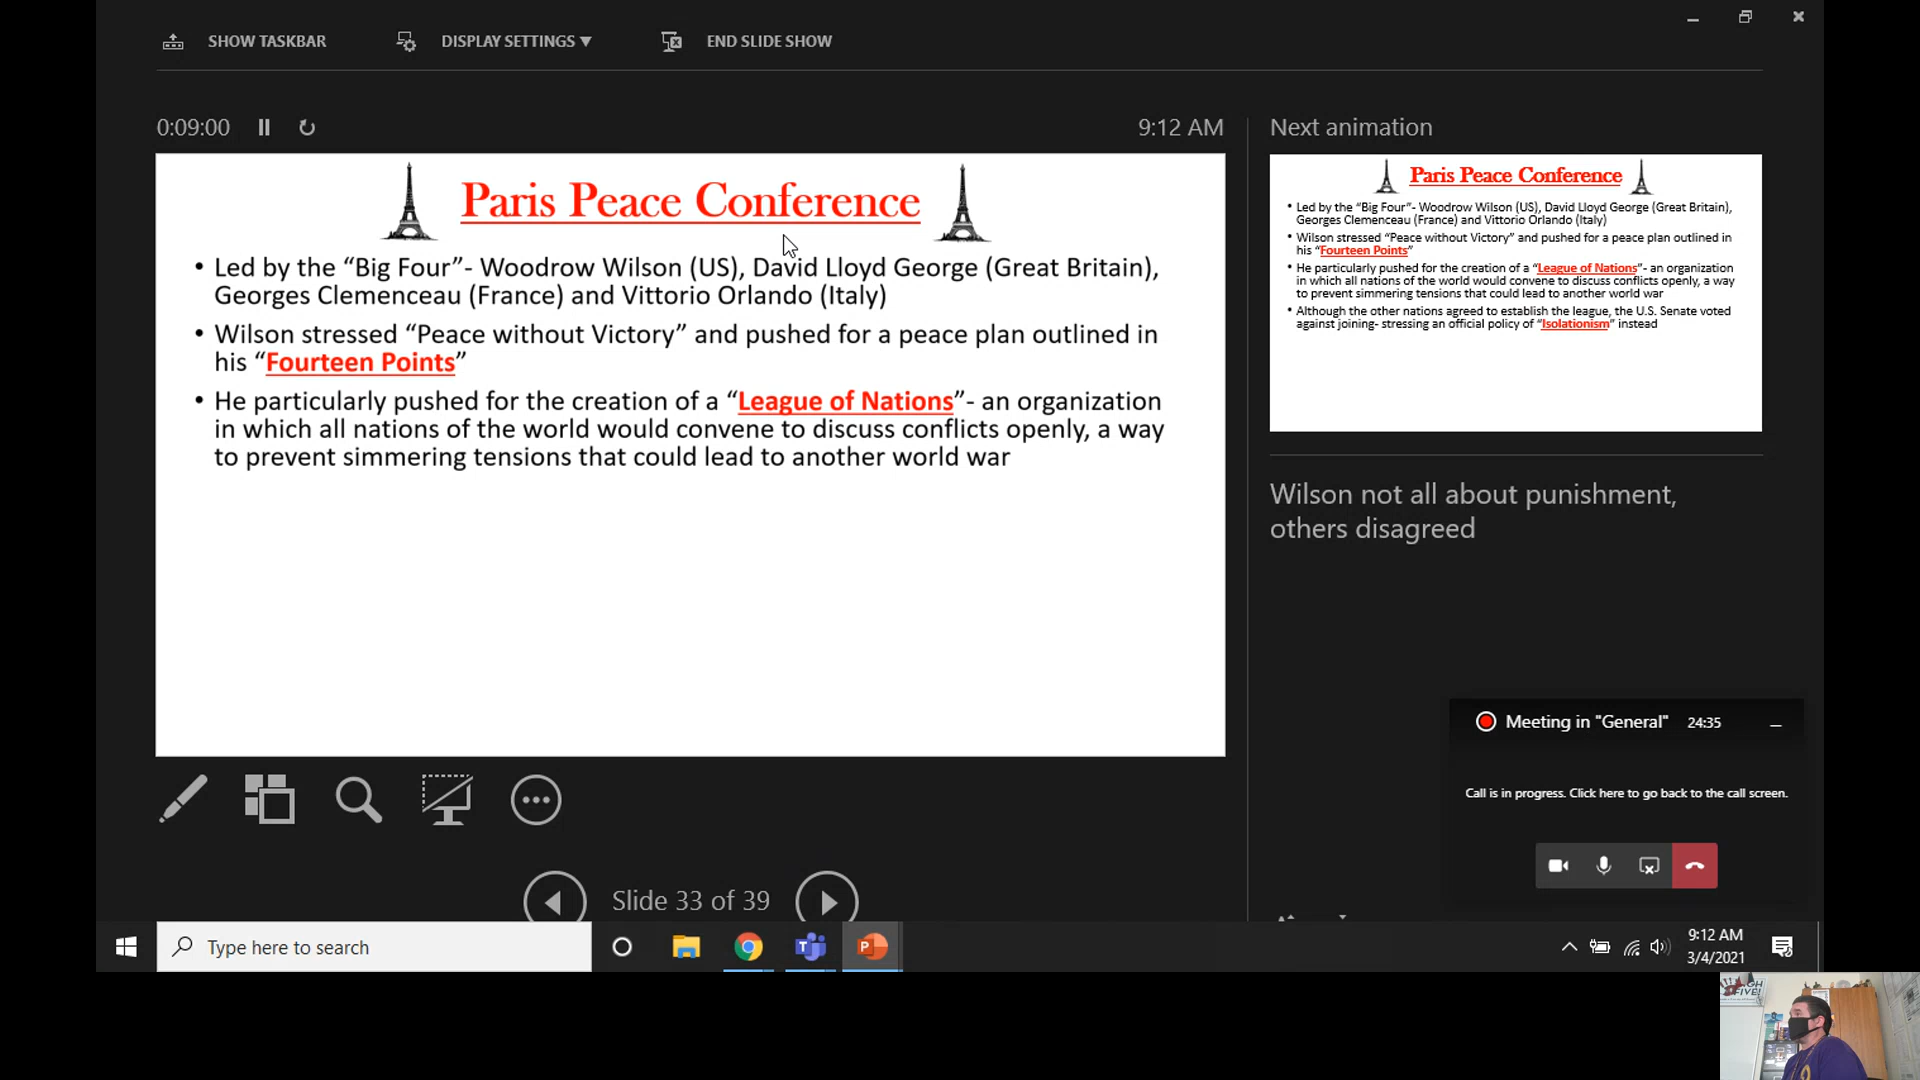 SHOW TASKBAR
DISPLAY SETTINGS ▼
END SLIDE SHOW
0:09:00
9:12 AM
Next animation
Paris Peace Conference
• Led by the “Big Four”- Woodrow Wilson (US), David Lloyd George (Great Britain),
Georges Clemenceau (France) and Vittorio Orlando (Italy)
• Wilson stressed “Peace without Victory” and pushed for a peace plan outlined in
his “Fourteen Points”
• He particularly pushed for the creation of a “League of Nations”- an organization
in which all nations of the world would convene to discuss conflicts openly, a way
to prevent simmering tensions that could lead to another world war
Paris Peace Conference
• Led by the “Big Four”- Woodrow Wilson (US), David Lloyd George (Great Britain),
Georges Clemenceau (France) and Vittorio Orlando (Italy)
• Wilson stressed “Peace without Victory” and pushed for a peace plan outlined in
his “Fourteen Points”
• He particularly pushed for the creation of a “League of Nations”- an organization
in which all nations of the world would convene to discuss conflicts openly, a way
to prevent simmering tensions that could lead to another world war
• Although the other nations agreed to establish the league, the U.S. Senate voted
against joining- stressing an official policy of “Isolationism” instead
Wilson not all about punishment,
others disagreed
Meeting in "General"
24:35
Call is in progress. Click here to go back to the call screen.
Slide 33 of 39
Type here to search
9:12 AM
3/4/2021
FIVE!